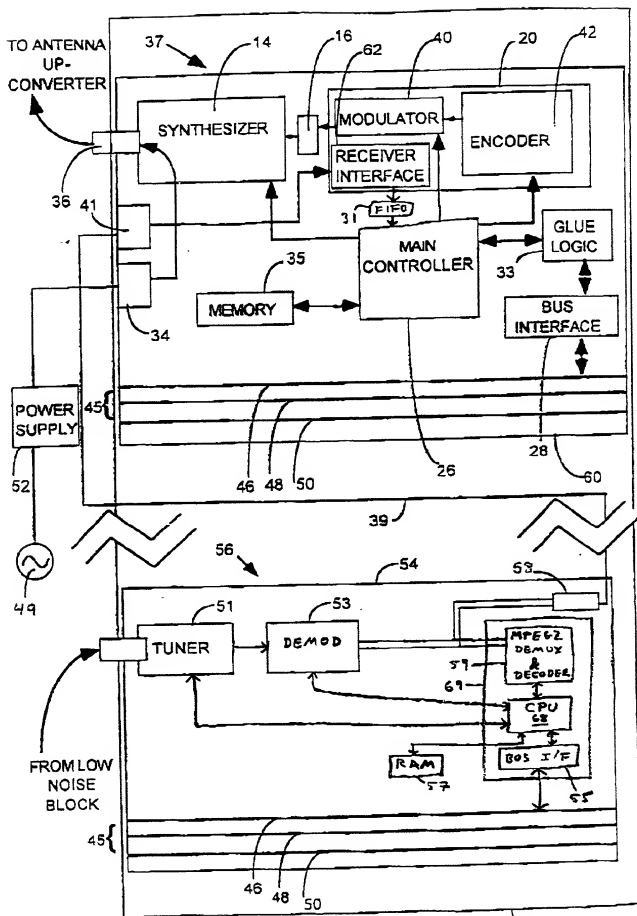 TO ANTENNA
UP-
CONVERTER
37
14
16
62
40
20
42
SYNTHESIZER
MODULATOR
ENCODER
RECEIVER
INTERFACE
36
41
31
FIFO
MAIN
CONTROLLER
GLUE
LOGIC
33
35
MEMORY
34
BUS
INTERFACE
POWER
SUPPLY
45
52
46
48
50
26
28
60
39
49
56
54
51
53
53
TUNER
DEMOD
MPEG2
DEMUX
&
DECODER
59
69
CPU
68
RAM
57
BUS I/F
55
FROM LOW
NOISE
BLOCK
45
46
48
50